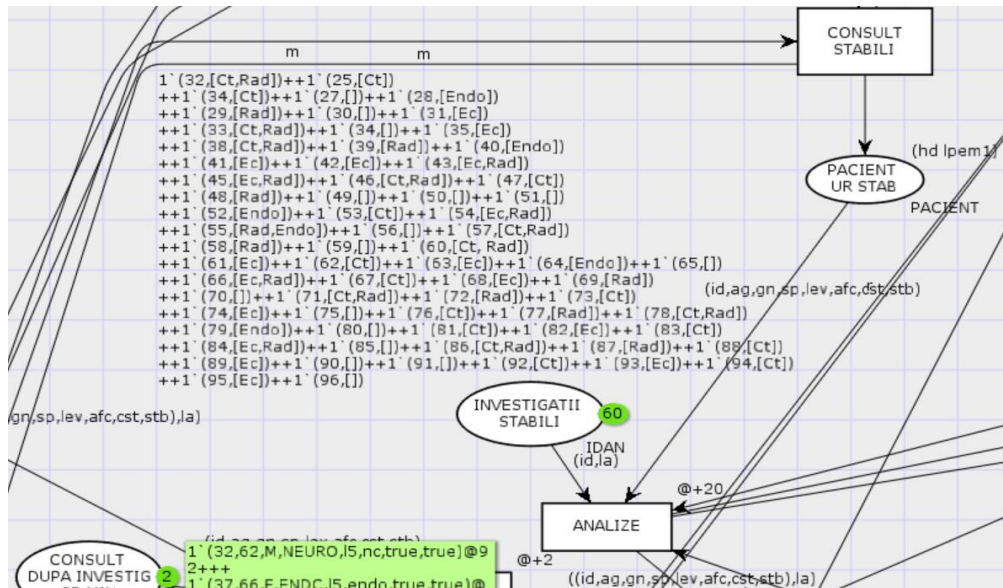 CONSULT
STABILI
m m
1`(32,[Ct,Rad])++1`(25,[Ct])
++1`(34,[Ct])++1`(27,[])++1`(28,[Endo])
++1`(29,[Rad])++1`(30,[])++1`(31,[Ec])
++1`(33,[Ct,Rad])++1`(34,[])++1`(35,[Ec])
++1`(38,[Ct,Rad])++1`(39,[Rad])++1`(40,[Endo])
++1`(41,[Ec])++1`(42,[Ec])++1`(43,[Ec,Rad])
++1`(45,[Ec,Rad])++1`(46,[Ct,Rad])++1`(47,[Ct])
++1`(48,[Rad])++1`(49,[])++1`(50,[])++1`(51,[])
++1`(52,[Endo])++1`(53,[Ct])++1`(54,[Ec,Rad])
++1`(55,[Rad,Endo])++1`(56,[])++1`(57,[Ct,Rad])
++1`(58,[Rad])++1`(59,[])++1`(60,[Ct, Rad])
++1`(61,[Ec])++1`(62,[Ct])++1`(63,[Ec])++1`(64,[Endo])++1`(65,[])
++1`(66,[Ec,Rad])++1`(67,[Ct])++1`(68,[Ec])++1`(69,[Rad])
++1`(70,[])++1`(71,[Ct,Rad])++1`(72,[Rad])++1`(73,[Ct])
++1`(74,[Ec])++1`(75,[])++1`(76,[Ct])++1`(77,[Rad])++1`(78,[Ct,Rad])
++1`(79,[Endo])++1`(80,[])++1`(81,[Ct])++1`(82,[Ec])++1`(83,[Ct])
++1`(84,[Ec,Rad])++1`(85,[])++1`(86,[Ct,Rad])++1`(87,[Rad])++1`(88,[Ct])
++1`(89,[Ec])++1`(90,[])++1`(91,[])++1`(92,[Ct])++1`(93,[Ec])++1`(94,[Ct])
++1`(95,[Ec])++1`(96,[])
(hd lpem1)
PACIENT
UR STAB
PACIENT
(id,ag,gn,sp,lev,afc,cst,stb)
gn,sp,lev,afc,cst,stb),la)
INVESTIGATII
STABILI
60
IDAN
(id,la)
@+20
ANALIZE
@+2
((id,ag,gn,sp,lev,afc,cst,stb),la)
CONSULT
DUPA INVESTIG
2
1`(32,62,M,NEURO,l5,nc,true,true)@9
2+++
1`(37,66,F,ENDC,l5,endo,true,true)@